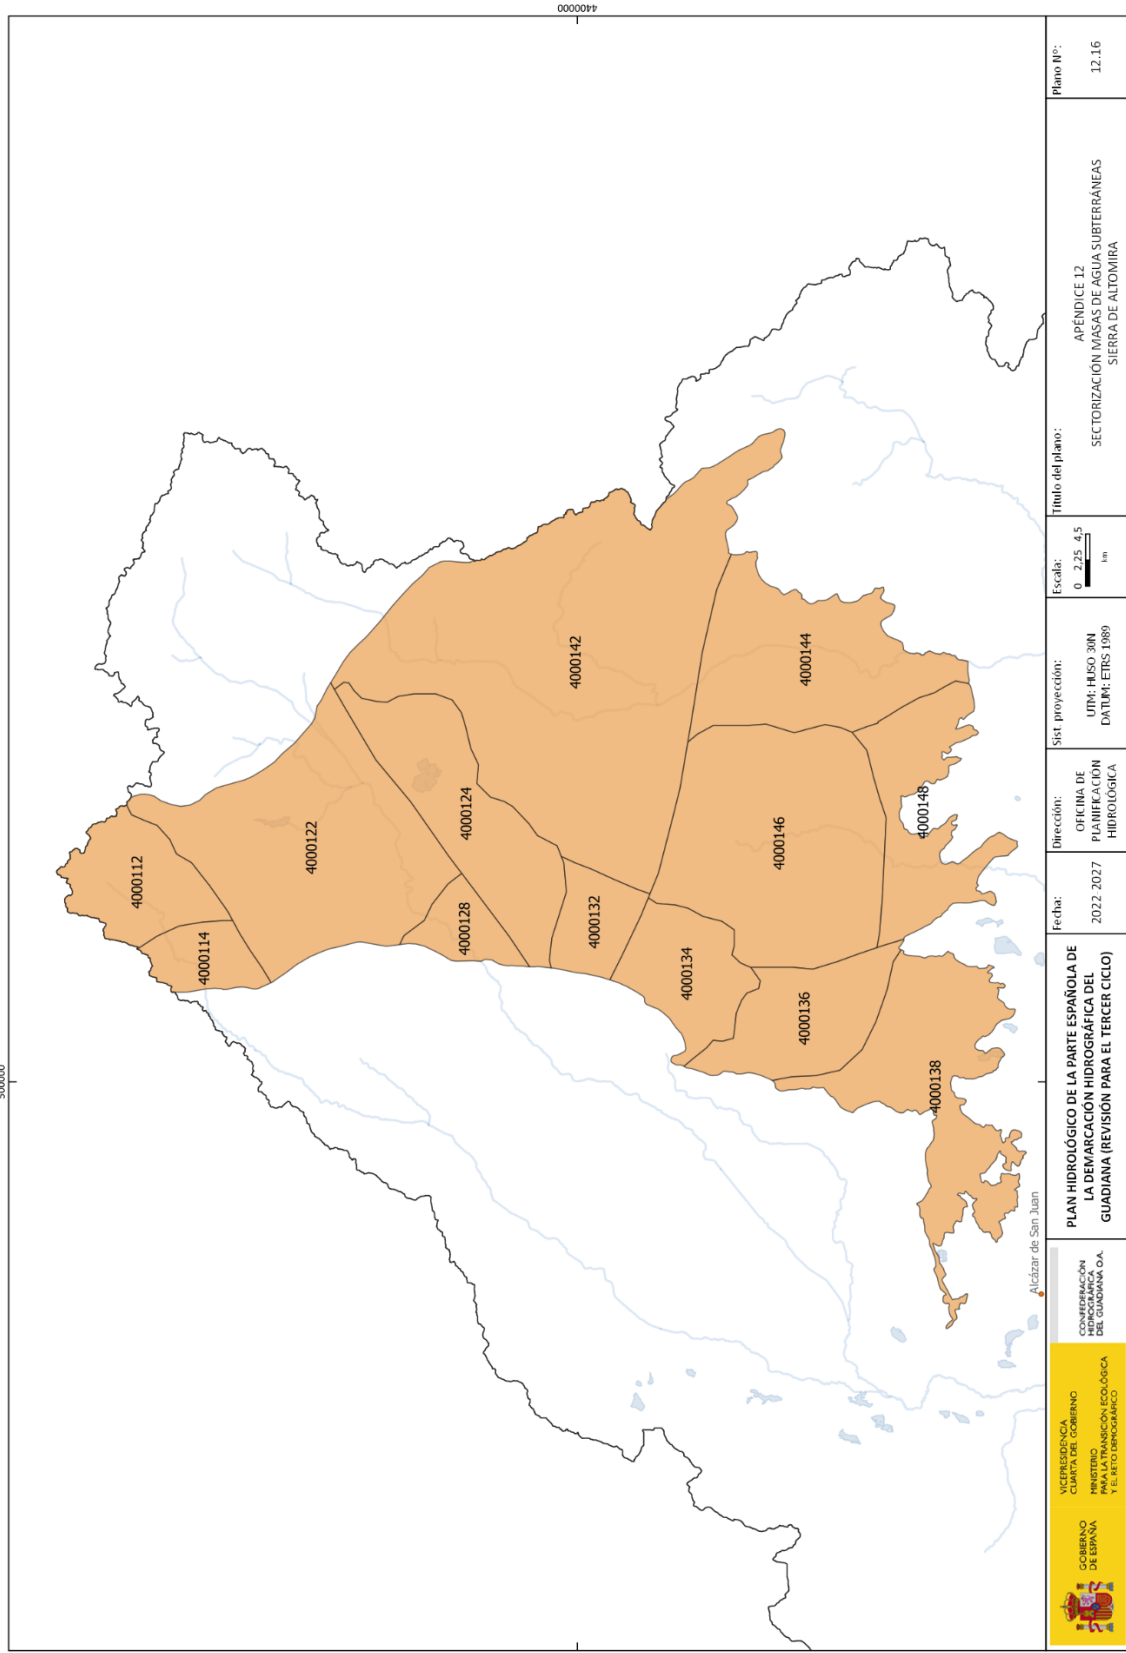 4400000
500000
4000112
4000114
4000122
4000128
4000124
4000132
4000142
4000134
4000136
4000146
4000144
4000148
4000138
Alcázar de San Juan
GOBIERNO
DE ESPAÑA
VICEPRESIDENCIA
CUARTA DEL GOBIERNO
MINISTERIO
PARA LA TRANSICIÓN ECOLÓGICA
Y EL RETO DEMOGRÁFICO
CONFEDERACIÓN
HIDROGRÁFICA
DEL GUADIANA O.A.
PLAN HIDROLÓGICO DE LA PARTE ESPAÑOLA DE
LA DEMARCACIÓN HIDROGRÁFICA DEL
GUADIANA (REVISIÓN PARA EL TERCER CICLO)
Fecha:
2022 2027
Dirección:
OFICINA DE
PLANIFICACIÓN
HIDROLÓGICA
Sist. proyección:
UTM: HUSO 30N
DATUM: ETRS 1989
Escala:
0 2,25 4,5
km
Título del plano:
APÉNDICE 12
SECTORIZACIÓN MASAS DE AGUA SUBTERRÁNEAS
SIERRA DE ALTOMIRA
Plano Nº:
12.16